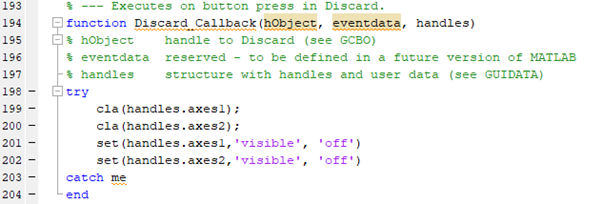 193 % --- Executes on button press in Discard.
194 function Discard_Callback(hObject, eventdata, handles)
195 % hObject    handle to Discard (see GCBO)
196 % eventdata  reserved - to be defined in a future version of MATLAB
197 % handles    structure with handles and user data (see GUIDATA)
198 - try
199 -     cla(handles.axes1);
200 -     cla(handles.axes2);
201 -     set(handles.axes1,'visible', 'off')
202 -     set(handles.axes2,'visible', 'off')
203 - catch me
204 - end